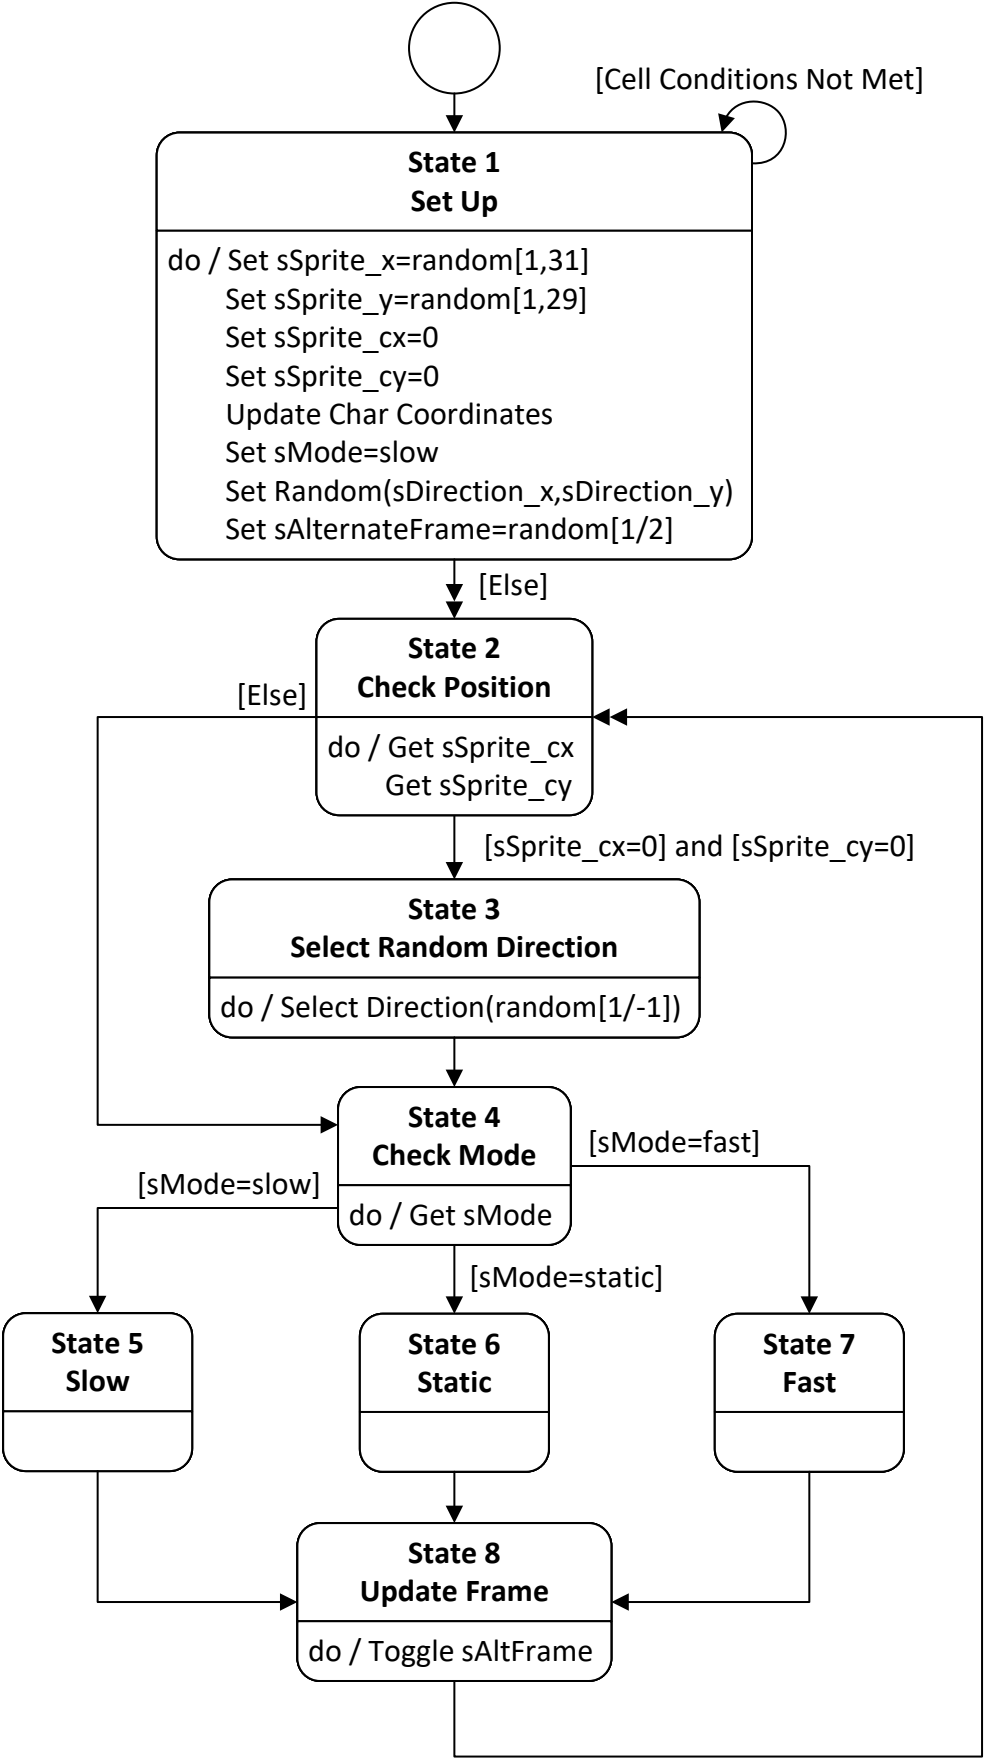 [Cell Conditions Not Met]
State 1
Set Up
do / Set sSprite_x=random[1,31]
Set sSprite_y=random[1,29]
Set sSprite_cx=0
Set sSprite_cy=0
Update Char Coordinates
Set sMode=slow
Set Random(sDirection_x,sDirection_y)
Set sAlternateFrame=random[1/2]
[Else]
State 2
Check Position
[Else]
do / Get sSprite_cx
Get sSprite_cy
[sSprite_cx=0] and [sSprite_cy=0]
State 3
Select Random Direction
do / Select Direction(random[1/-1])
State 4
Check Mode
[sMode=fast]
[sMode=slow]
do / Get sMode
[sMode=static]
State 5
Slow
State 6
Static
State 7
Fast
State 8
Update Frame
do / Toggle sAltFrame